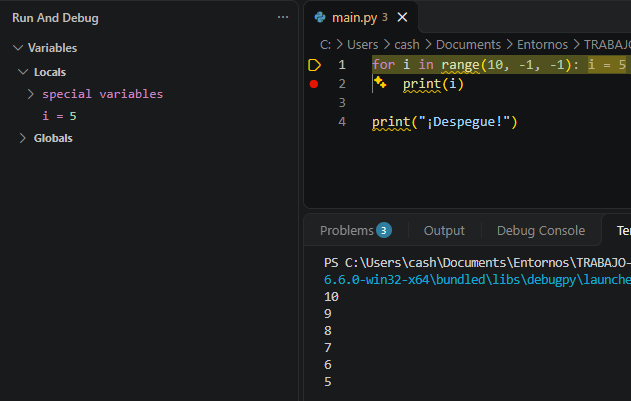 Run And Debug ···
Variables
Locals
special variables
i = 5
Globals
main.py 3
C: > Users > cash > Documents > Entornos > TRABAJO
1 for i in range(10, -1, -1): i = 5
2 print(i)
3
4 print("¡Despegue!")
Problems 3 Output Debug Console Te
PS C:\Users\cash\Documents\Entornos\TRABAJO-
6.6.0-win32-x64\bundled\libs\debugpy\launche
10
9
8
7
6
5